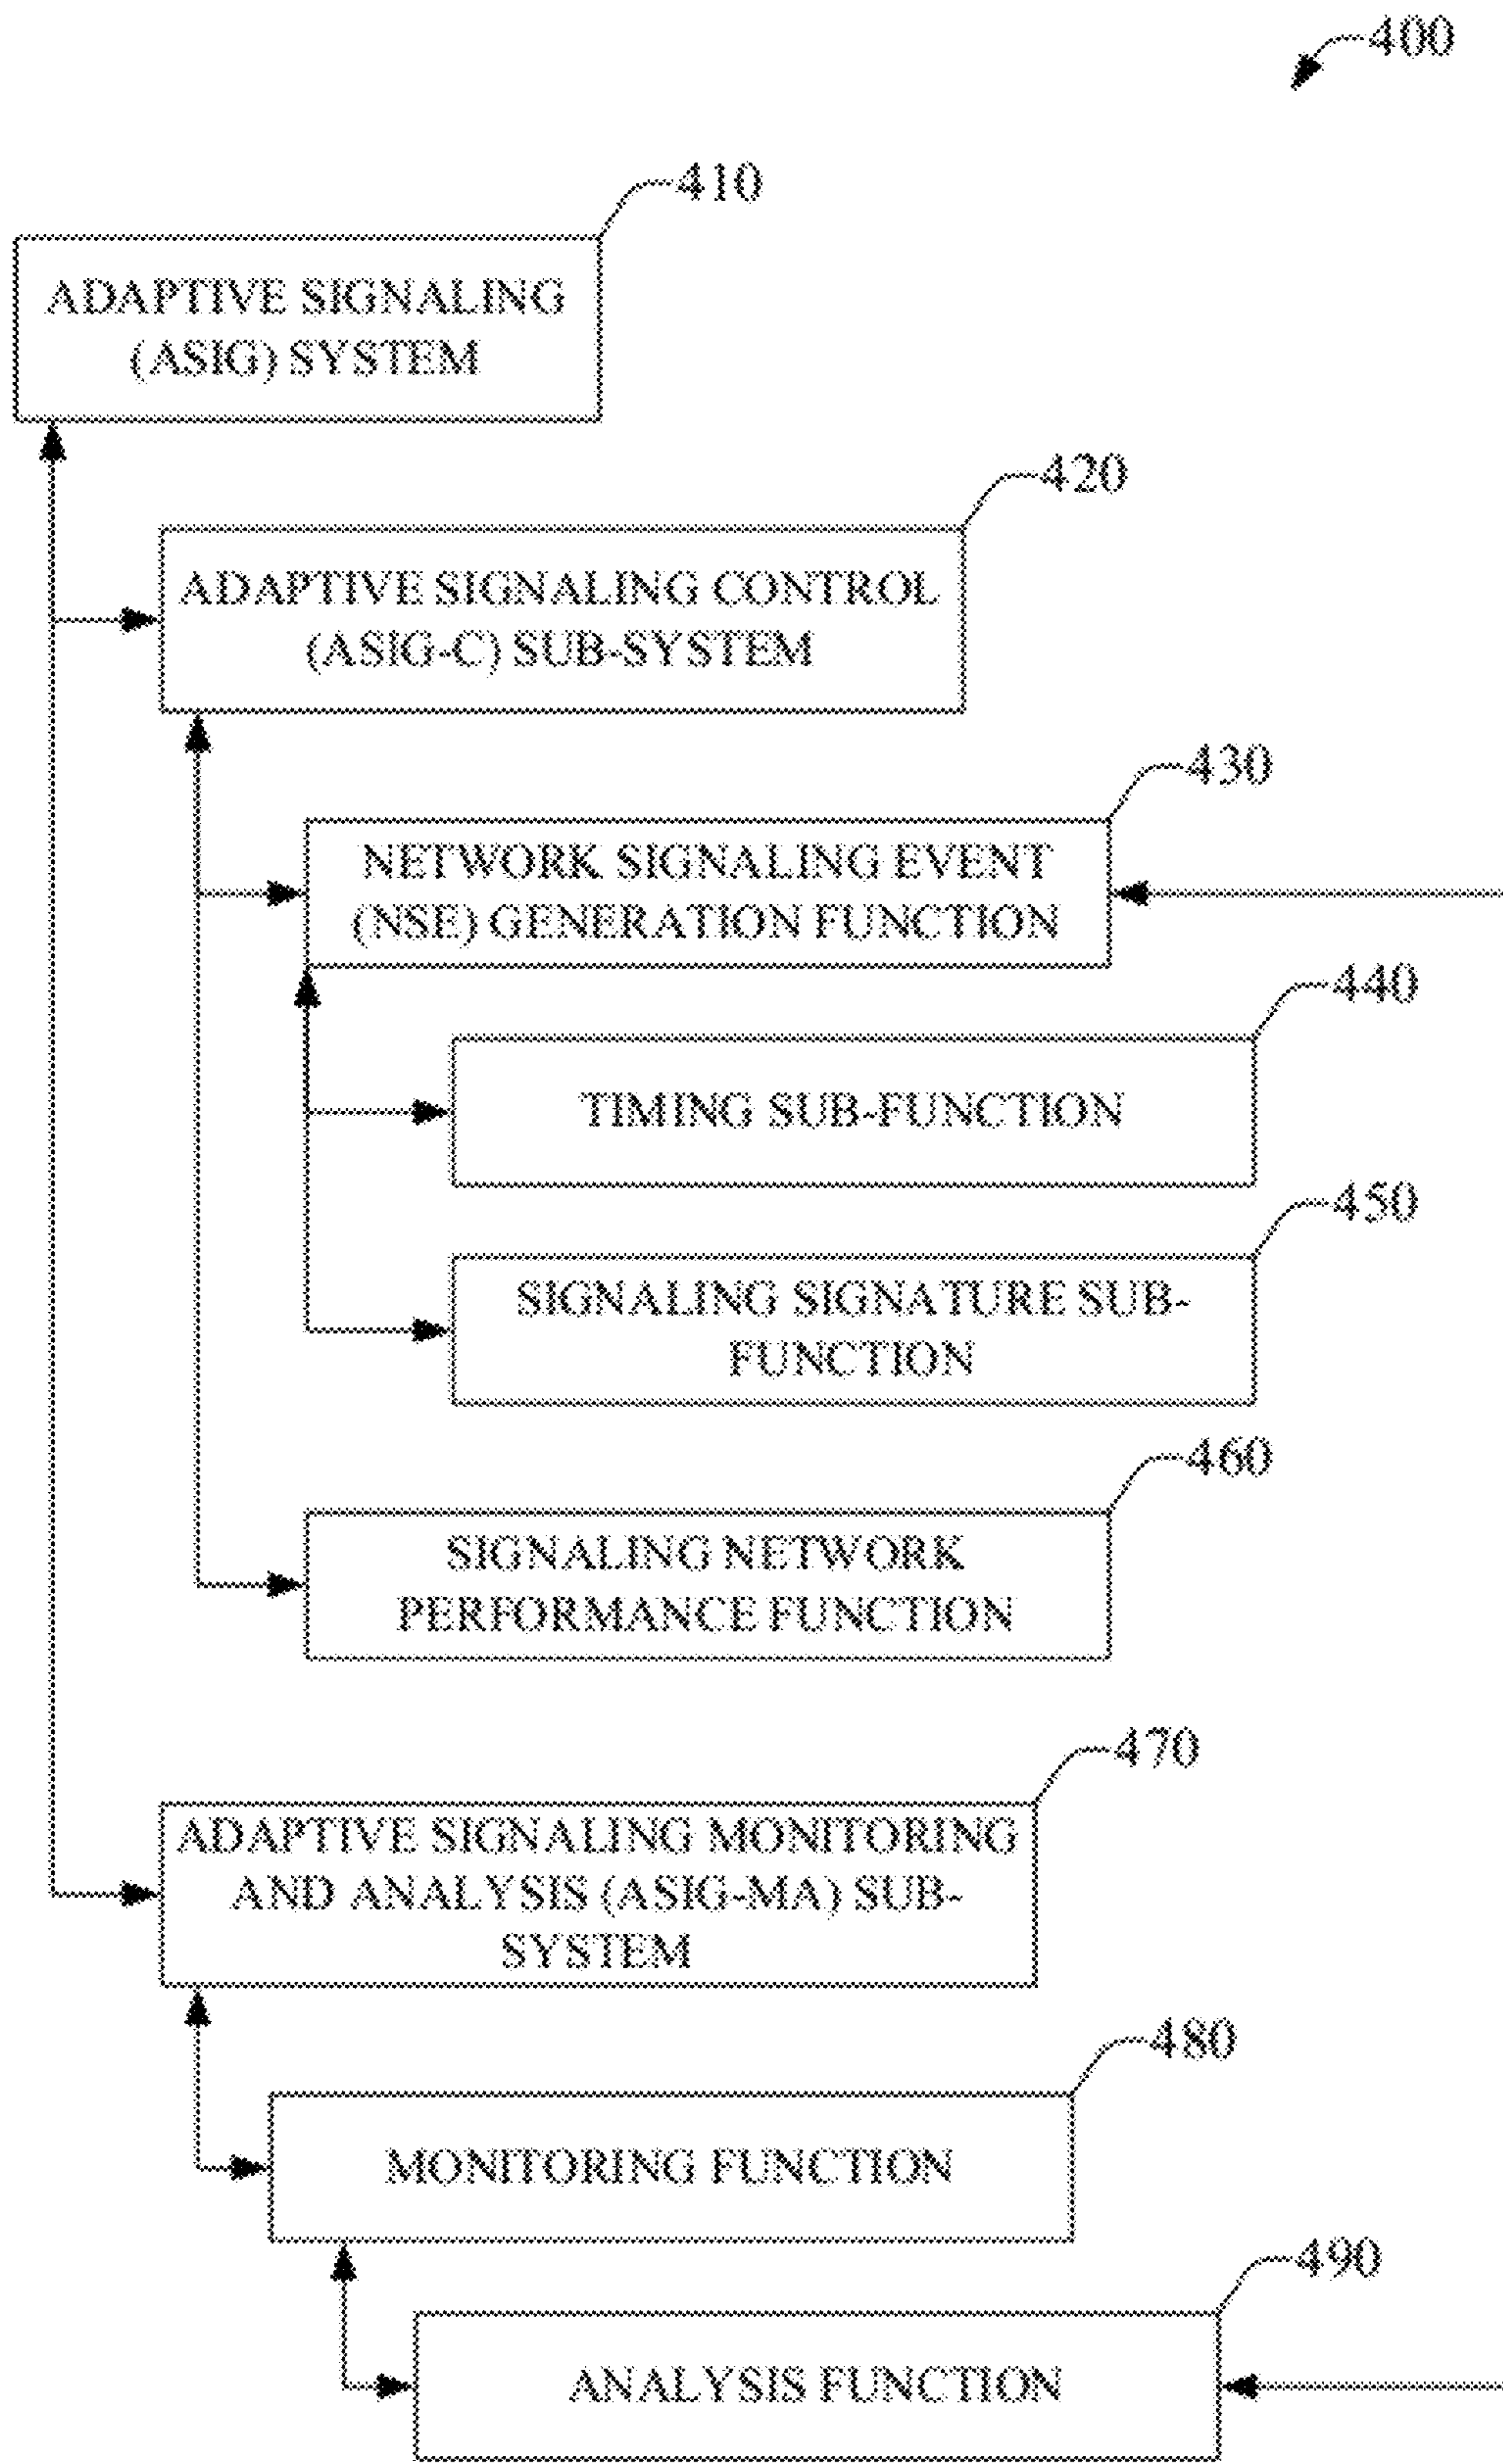 400
410
ADAPTIVE SIGNALING
(ASIG) SYSTEM
420
ADAPTIVE SIGNALING CONTROL
(ASIG-C) SUB-SYSTEM
430
NETWORK SIGNALING EVENT
(NSE) GENERATION FUNCTION
440
TIMING SUB-FUNCTION
450
SIGNALING SIGNATURE SUB-
FUNCTION
460
SIGNALING NETWORK
PERFORMANCE FUNCTION
470
ADAPTIVE SIGNALING MONITORING
AND ANALYSIS (ASIG-MA) SUB-
SYSTEM
480
MONITORING FUNCTION
490
ANALYSIS FUNCTION